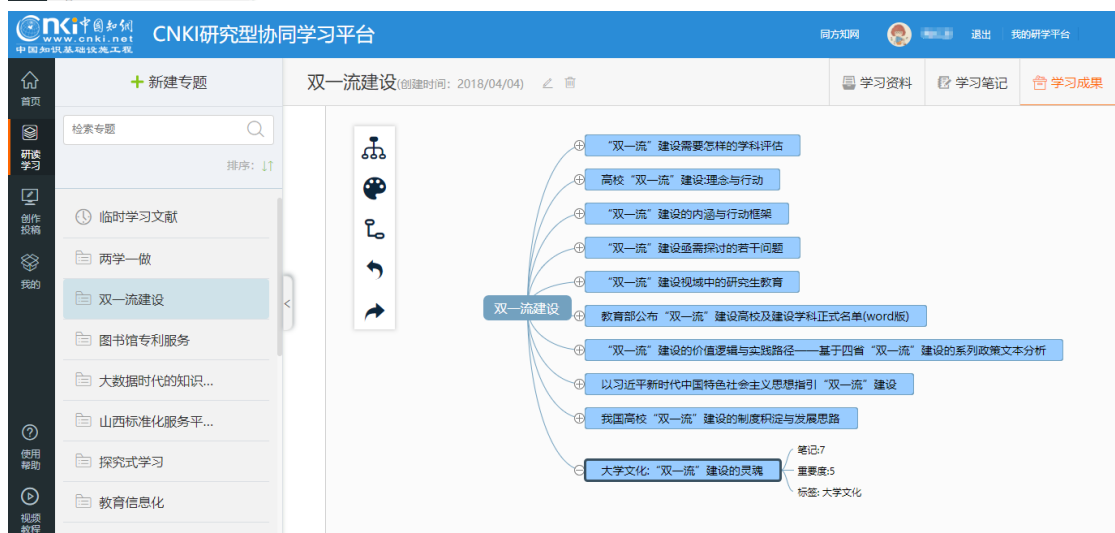 Cnki中国知网
www.cnki.net
中国知识基础设施工程
CNKI研究型协同学习平台
同方知网
退出
我的研学平台
首页
研读
学习
创作
投稿
我的
使用
帮助
视频
教程
+ 新建专题
检索专题
排序: ↓↑
临时学习文献
两学一做
双一流建设
图书馆专利服务
大数据时代的知识...
山西标准化服务平...
探究式学习
教育信息化
双一流建设(创建时间: 2018/04/04)
学习资料
学习笔记
学习成果
双一流建设
“双一流”建设需要怎样的学科评估
高校“双一流”建设:理念与行动
“双一流”建设的内涵与行动框架
“双一流”建设亟需探讨的若干问题
“双一流”建设视域中的研究生教育
教育部公布“双一流”建设高校及建设学科正式名单(word版)
“双一流”建设的价值逻辑与实践路径——基于四省“双一流”建设的系列政策文本分析
以习近平新时代中国特色社会主义思想指引“双一流”建设
我国高校“双一流”建设的制度积淀与发展思路
大学文化:“双一流”建设的灵魂
笔记:7
重要度:5
标签: 大学文化